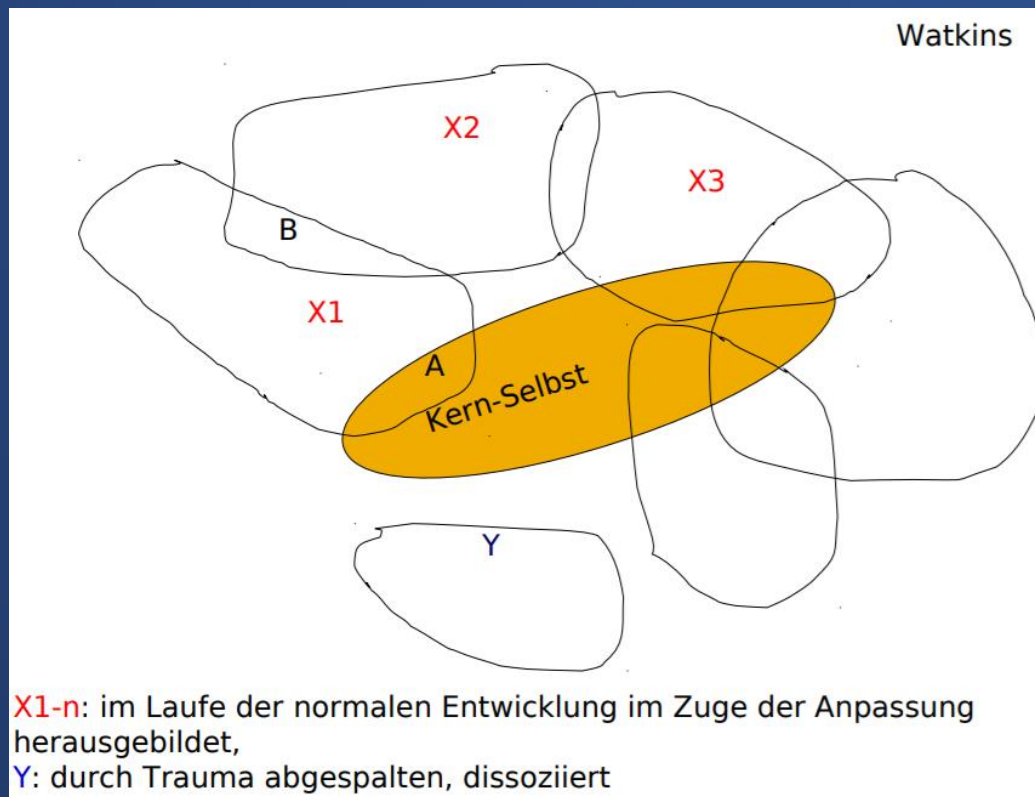 Watkins
X2
X3
B
X1
A
Kern-Selbst
Y
X1-n: im Laufe der normalen Entwicklung im Zuge der Anpassung
herausgebildet,
Y: durch Trauma abgespalten, dissoziiert